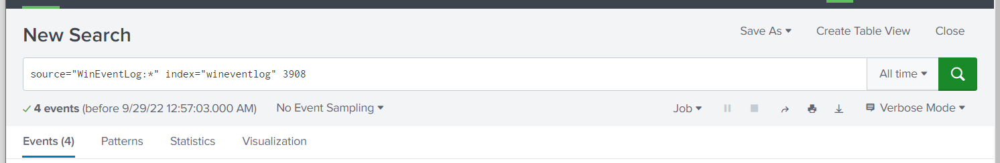 New Search
Save As
Create Table View
Close
source="WinEventLog:*" index="wineventlog" 3908
All time
4 events (before 9/29/22 12:57:03.000 AM)
No Event Sampling
Job
Verbose Mode
Events (4)
Patterns
Statistics
Visualization